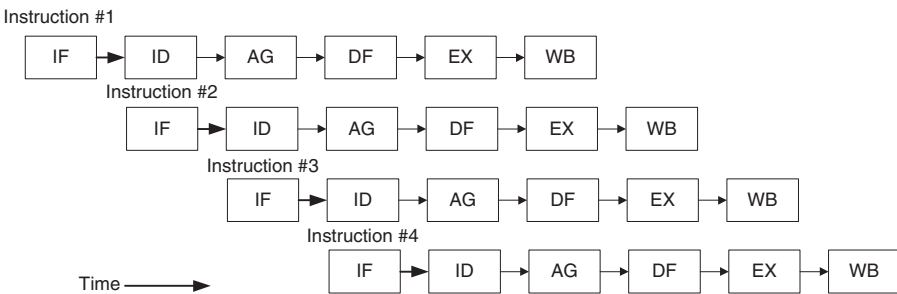 Instruction #1
IF ID AG DF EX WB
Instruction #2
IF ID AG DF EX WB
Instruction #3
IF ID AG DF EX WB
Instruction #4
IF ID AG DF EX WB
Time